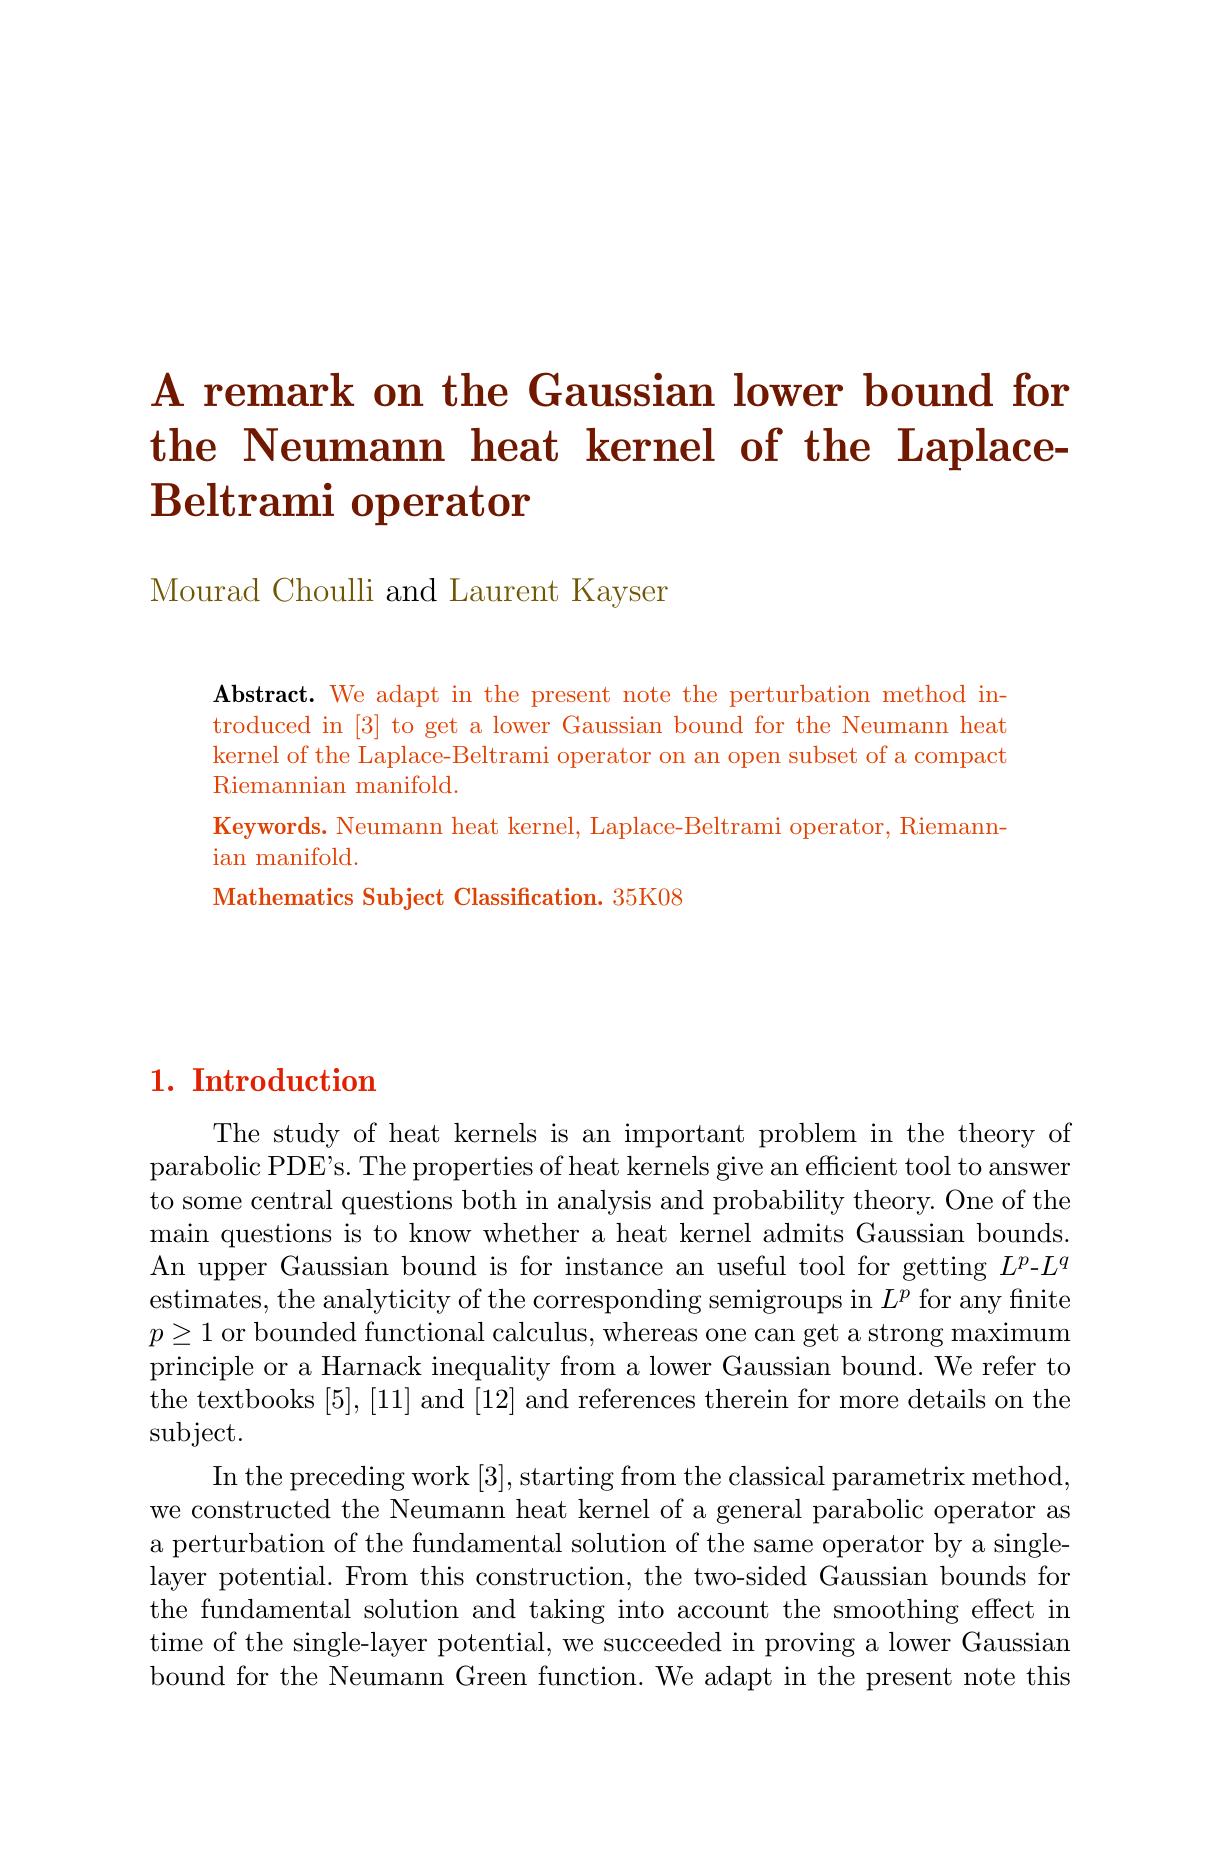 A remark on the Gaussian lower bound for
the Neumann heat kernel of the Laplace-
Beltrami operator
Mourad Choulli and Laurent Kayser
Abstract. We adapt in the present note the perturbation method in-
troduced in [3] to get a lower Gaussian bound for the Neumann heat
kernel of the Laplace-Beltrami operator on an open subset of a compact
Riemannian manifold.
Keywords. Neumann heat kernel, Laplace-Beltrami operator, Riemann-
ian manifold.
Mathematics Subject Classification. 35K08
1. Introduction
The study of heat kernels is an important problem in the theory of
parabolic PDE's. The properties of heat kernels give an efficient tool to answer
to some central questions both in analysis and probability theory. One of the
main questions is to know whether a heat kernel admits Gaussian bounds.
An upper Gaussian bound is for instance an useful tool for getting $L^p$-$L^q$
estimates, the analyticity of the corresponding semigroups in $L^p$ for any finite
$p \geq 1$ or bounded functional calculus, whereas one can get a strong maximum
principle or a Harnack inequality from a lower Gaussian bound. We refer to
the textbooks [5], [11] and [12] and references therein for more details on the
subject.
In the preceding work [3], starting from the classical parametrix method,
we constructed the Neumann heat kernel of a general parabolic operator as
a perturbation of the fundamental solution of the same operator by a single-
layer potential. From this construction, the two-sided Gaussian bounds for
the fundamental solution and taking into account the smoothing effect in
time of the single-layer potential, we succeeded in proving a lower Gaussian
bound for the Neumann Green function. We adapt in the present note this